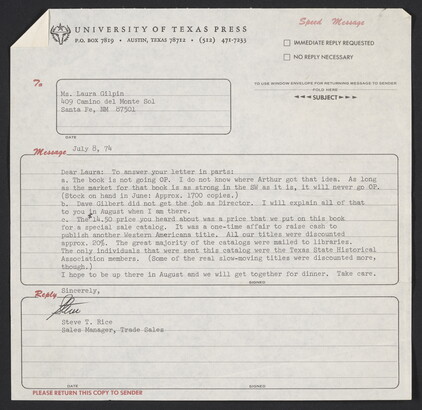 UNIVERSITY OF TEXAS PRESS
P.O. BOX 7819 • AUSTIN, TEXAS 78712 • (512) 471-7233
Speed Message
IMMEDIATE REPLY REQUESTED
NO REPLY NECESSARY
TO USE WINDOW ENVELOPE FOR RETURNING MESSAGE TO SENDER
FOLD HERE
SUBJECT
To
Ms. Laura Gilpin
409 Camino del Monte Sol
Santa Fe, NM 87501
DATE
Message
July 8, 74
Dear Laura: To answer your letter in parts:
a. The book is not going OP. I do not know where Arthur got that idea. As long
as the market for that book is as strong in the SW as it is, it will never go OP.
(Stock on hand in June: Approx. 1700 copies.)
b. Dave Gilbert did not get the job as Director. I will explain all of that
to you in August when I am there.
c. The 14.50 price you heard about was a price that we put on this book
for a special sale catalog. It was a one-time affair to raise cash to
publish another Western Americana title. All our titles were discounted
approx. 20%. The great majority of the catalogs were mailed to libraries.
The only individuals that were sent this catalog were the Texas State Historical
Association members. (Some of the real slow-moving titles were discounted more,
though.)
I hope to be up there in August and we will get together for dinner. Take care.
SIGNED
Reply
Sincerely,
Steve
Steve T. Rice
Sales Manager, Trade Sales
DATE
SIGNED
PLEASE RETURN THIS COPY TO SENDER